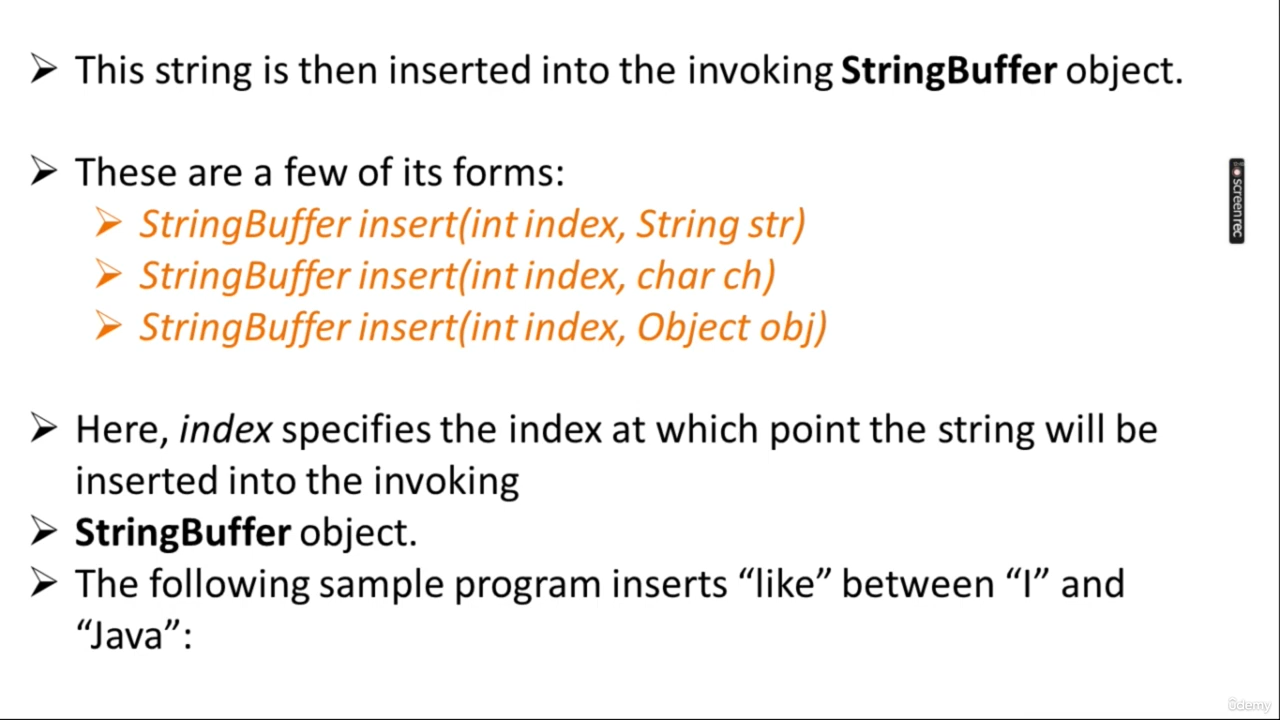 ➢ This string is then inserted into the invoking StringBuffer object.
➢ These are a few of its forms:
➢ StringBuffer insert(int index, String str)
➢ StringBuffer insert(int index, char ch)
➢ StringBuffer insert(int index, Object obj)
➢ Here, index specifies the index at which point the string will be
inserted into the invoking
➢ StringBuffer object.
➢ The following sample program inserts “like” between “I” and
“Java”:
screenrec
ûdemy